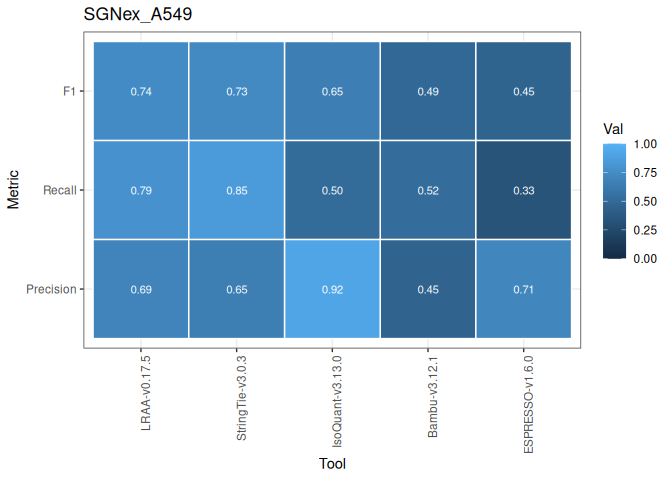 SGNex_A549
F1
0.74 0.73 0.65 0.49 0.45
Recall
0.79 0.85 0.50 0.52 0.33
Precision
0.69 0.65 0.92 0.45 0.71
Metric
LRAA-v0.17.5
StringTie-v3.0.3
IsoQuant-v3.13.0
Bambu-v3.12.1
ESPRESSO-v1.6.0
Tool
Val
1.00
0.75
0.50
0.25
0.00